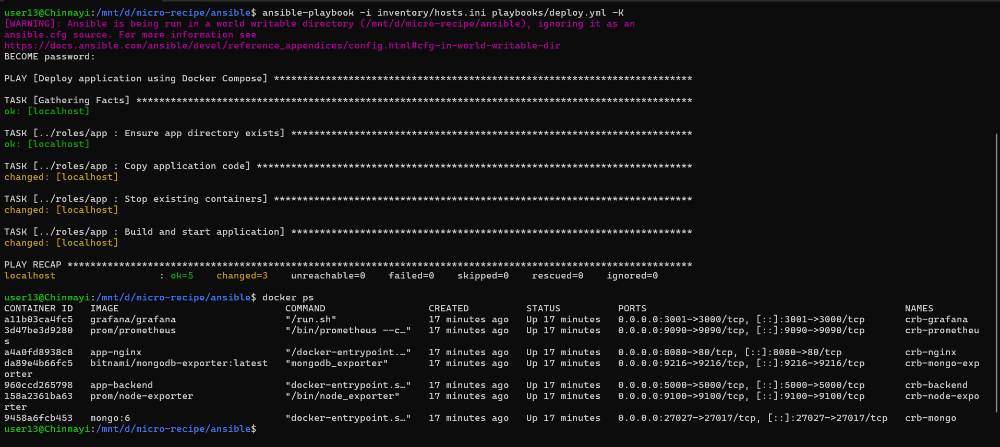 user13@Chinmayi:/mnt/d/micro-recipe/ansible$ ansible-playbook -i inventory/hosts.ini playbooks/deploy.yml -K
[WARNING]: Ansible is being run in a world writable directory (/mnt/d/micro-recipe/ansible), ignoring it as an
ansible.cfg source. For more information see
https://docs.ansible.com/ansible/devel/reference_appendices/config.html#cfg-in-world-writable-dir
BECOME password:
PLAY [Deploy application using Docker Compose] *************************************************************************
TASK [Gathering Facts] *************************************************************************************************
ok: [localhost]
TASK [../roles/app : Ensure app directory exists] **********************************************************************
ok: [localhost]
TASK [../roles/app : Copy application code] ****************************************************************************
changed: [localhost]
TASK [../roles/app : Stop existing containers] *************************************************************************
changed: [localhost]
TASK [../roles/app : Build and start application] **********************************************************************
changed: [localhost]
PLAY RECAP *************************************************************************************************************
localhost                  : ok=5    changed=3    unreachable=0    failed=0    skipped=0    rescued=0    ignored=0
user13@Chinmayi:/mnt/d/micro-recipe/ansible$ docker ps
CONTAINER ID   IMAGE                             COMMAND                  CREATED          STATUS          PORTS                                             NAMES
a11b03ca4fc5   grafana/grafana                   "/run.sh"                17 minutes ago   Up 17 minutes   0.0.0.0:3001->3000/tcp, [::]:3001->3000/tcp       crb-grafana
3d47be3d9280   prom/prometheus                   "/bin/prometheus --c…"   17 minutes ago   Up 17 minutes   0.0.0.0:9090->9090/tcp, [::]:9090->9090/tcp       crb-prometheu
s
a4a0fd8938c8   app-nginx                         "/docker-entrypoint.…"   17 minutes ago   Up 17 minutes   0.0.0.0:8080->80/tcp, [::]:8080->80/tcp           crb-nginx
da89e4b66fc5   bitnami/mongodb-exporter:latest   "mongodb_exporter"       17 minutes ago   Up 17 minutes   0.0.0.0:9216->9216/tcp, [::]:9216->9216/tcp       crb-mongo-exp
orter
960ccd265798   app-backend                       "docker-entrypoint.s…"   17 minutes ago   Up 17 minutes   0.0.0.0:5000->5000/tcp, [::]:5000->5000/tcp       crb-backend
158a2361ba63   prom/node-exporter                "/bin/node_exporter"     17 minutes ago   Up 17 minutes   0.0.0.0:9100->9100/tcp, [::]:9100->9100/tcp       crb-node-expo
rter
9458a6fcb453   mongo:6                           "docker-entrypoint.s…"   17 minutes ago   Up 17 minutes   0.0.0.0:27027->27017/tcp, [::]:27027->27017/tcp   crb-mongo
user13@Chinmayi:/mnt/d/micro-recipe/ansible$